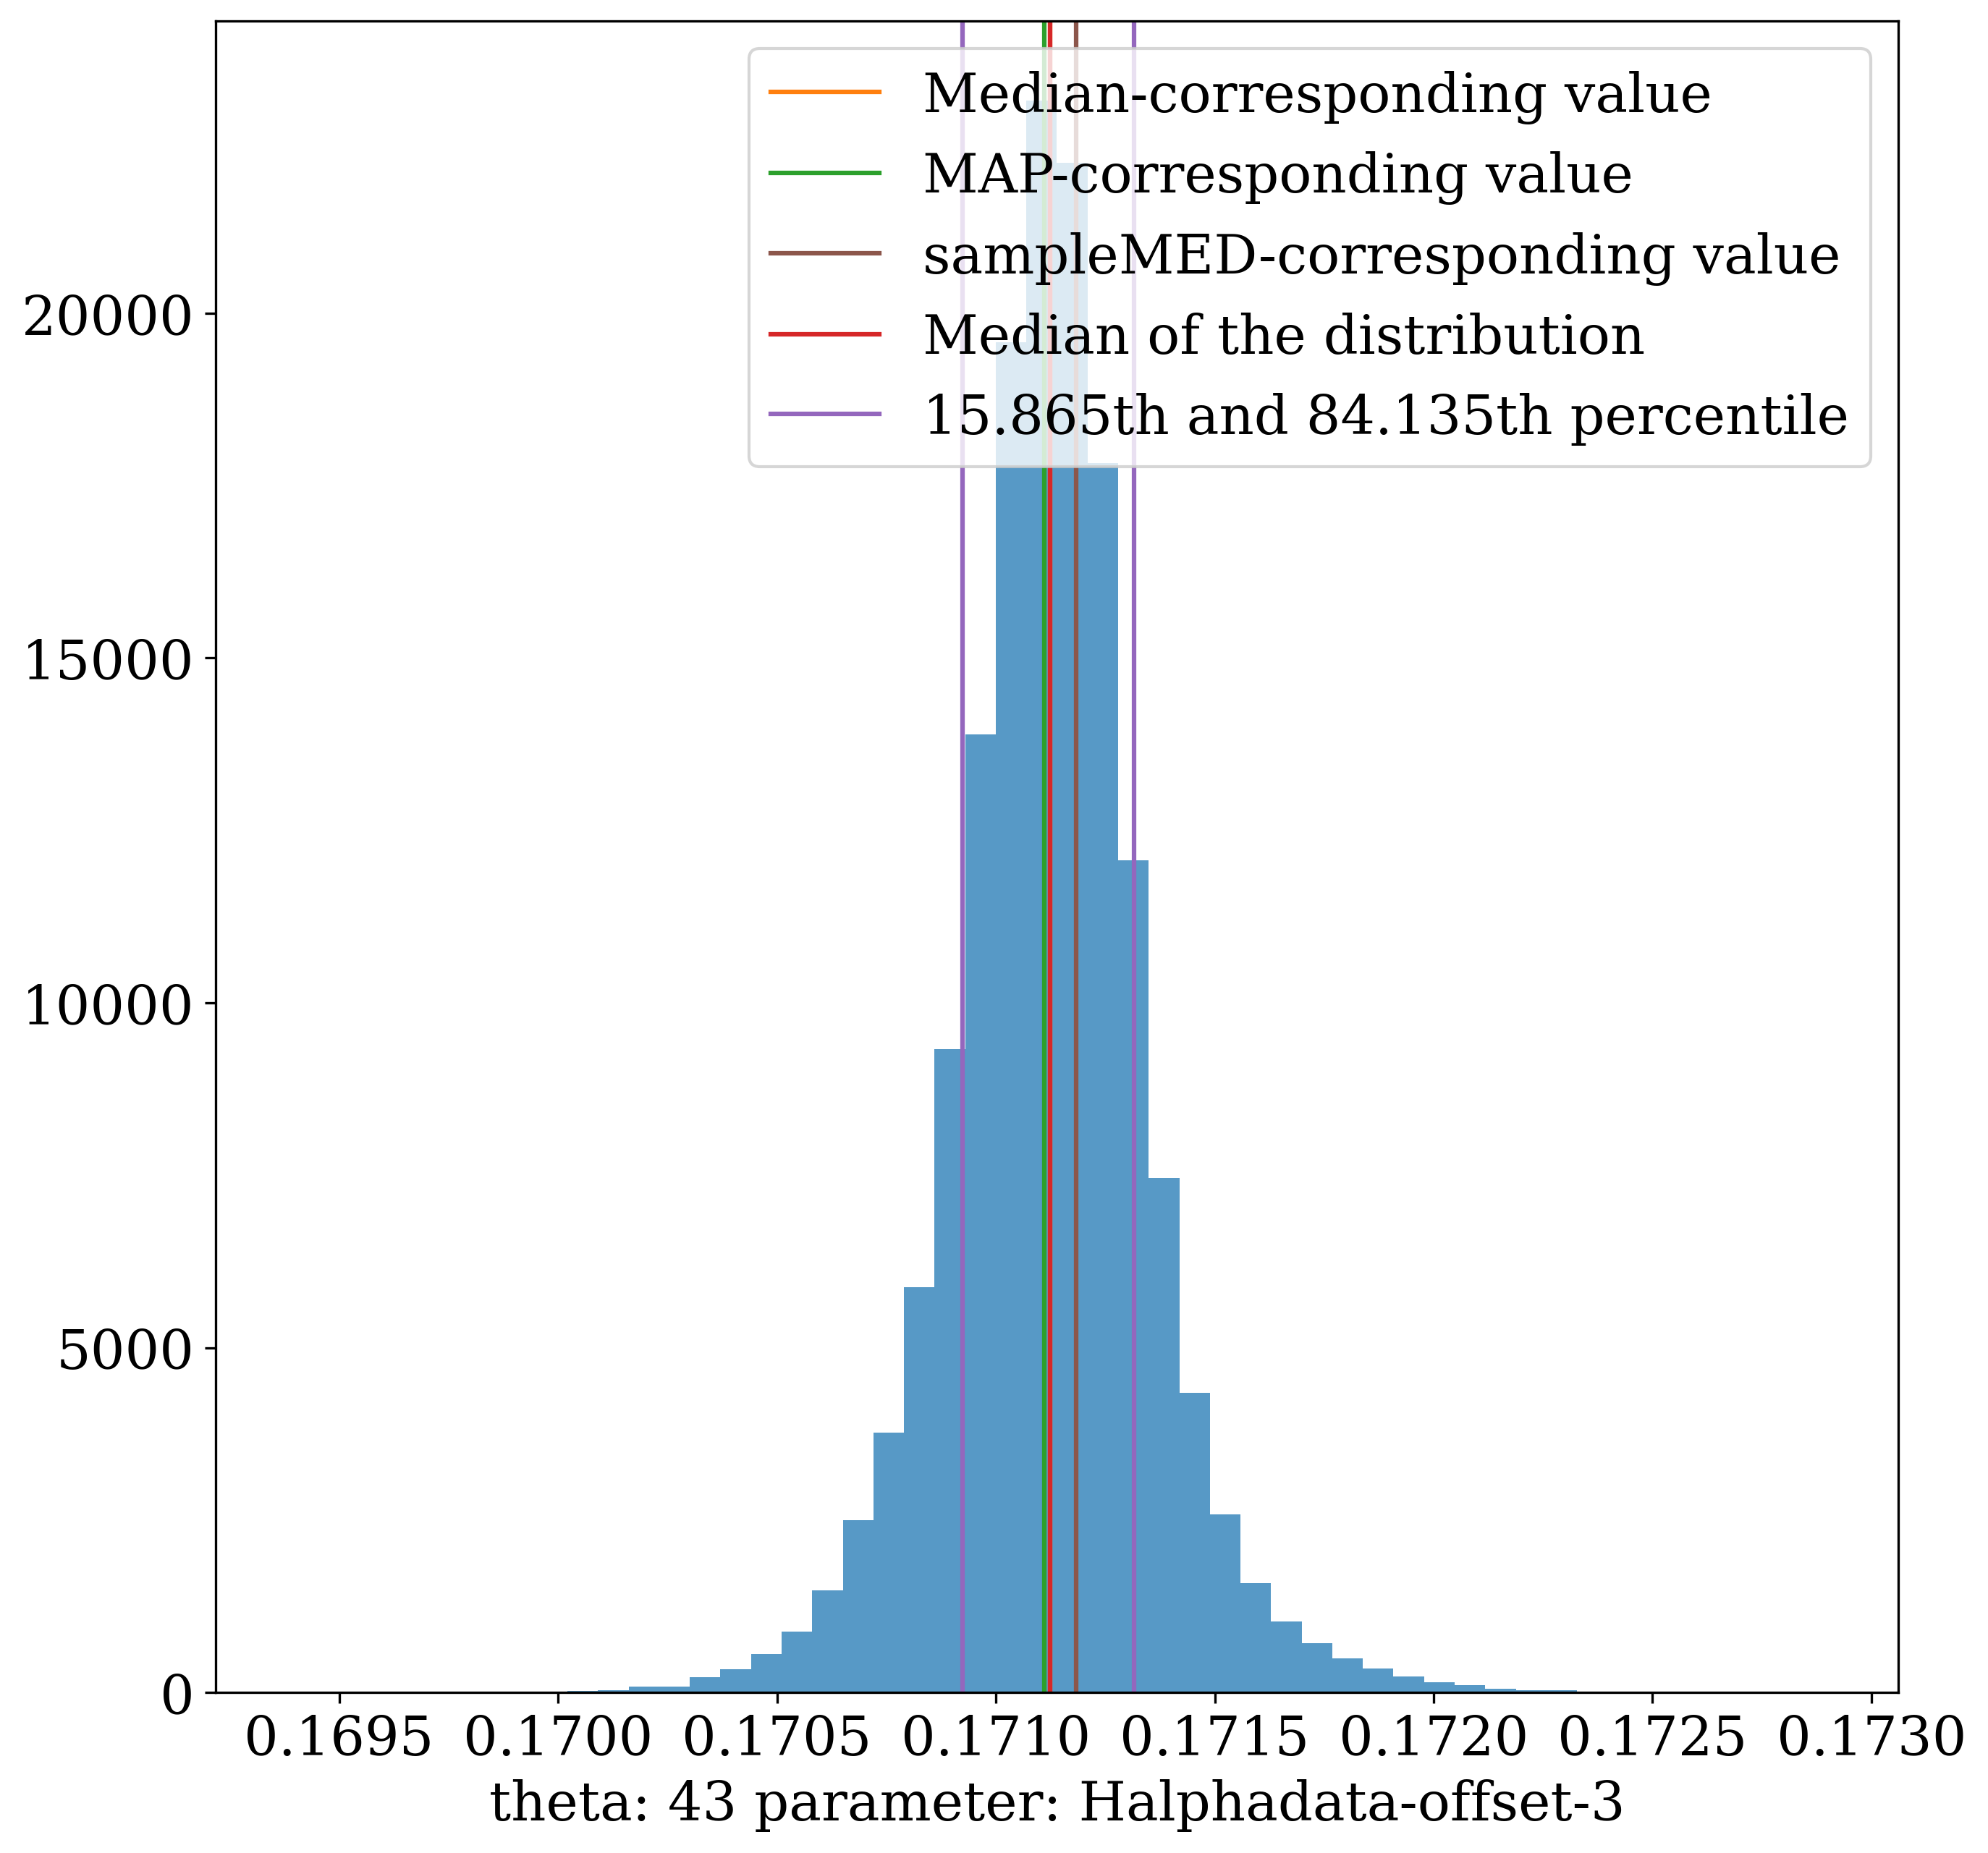 Median-corresponding value
MAP-corresponding value
sampleMED-corresponding value
Median of the distribution
15.865th and 84.135th percentile
20000
15000
10000
5000
0
0.1695 0.1700 0.1705 0.1710 0.1715 0.1720 0.1725 0.1730
theta: 43 parameter: Halphadata-offset-3